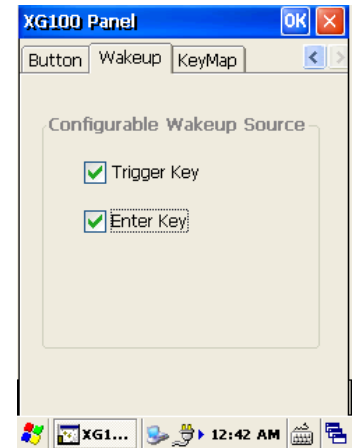 XG100 Panel OK
Button Wakeup KeyMap
Configurable Wakeup Source
Trigger Key
Enter Key
XG1... 12:42 AM